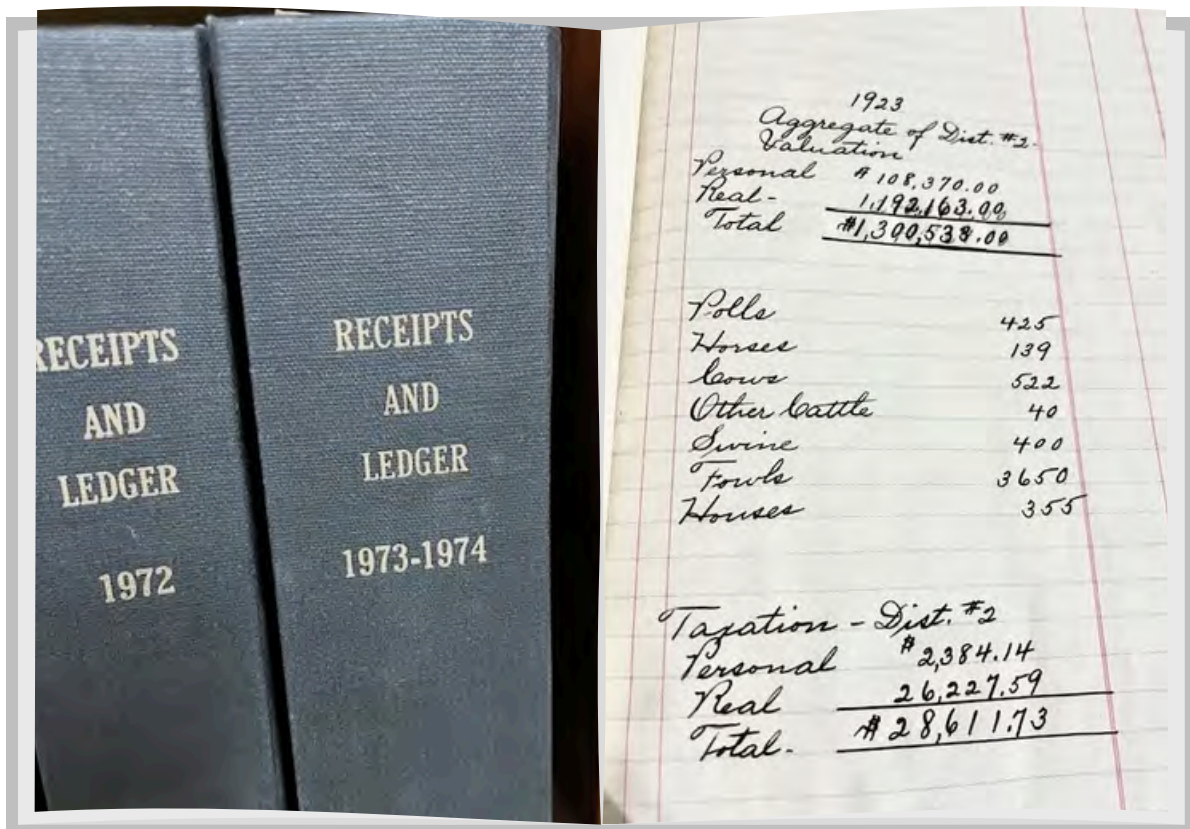 RECEIPTS
AND
LEDGER
1972
RECEIPTS
AND
LEDGER
1973-1974
1923
Aggregate of Dist. #2.
Valuation
Personal $108,370.00
Real - 1,192,163.00
Total $1,300,533.00
Polls 425
Horses 139
Cows 522
Other Cattle 40
Swine 400
Fowls 3650
Houses 355
Taxation - Dist. #2
Personal $2,384.14
Real 26,227.59
Total. $28,611.73